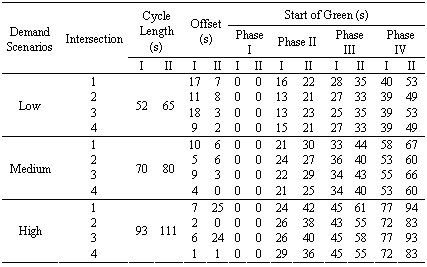 Demand Scenarios Intersection Cycle Length (s) Offset (s) Start of Green (s)
Phase I Phase II Phase III Phase IV
I II I II I II I II I II I II
Low 52 65
1 17 7 0 0 16 22 28 35 40 53
2 11 8 0 0 13 21 27 33 39 49
3 18 3 0 0 13 23 25 35 39 53
4 9 2 0 0 15 21 27 33 39 49
Medium 70 80
1 10 6 0 0 21 30 33 44 58 67
2 5 6 0 0 24 27 36 40 53 60
3 9 3 0 0 22 29 34 43 55 66
4 4 0 0 0 21 25 34 40 53 60
High 93 111
1 7 25 0 0 24 42 45 61 77 94
2 2 0 0 0 26 38 43 55 72 83
3 6 24 0 0 26 40 45 58 77 93
4 1 1 0 0 29 36 45 55 72 83